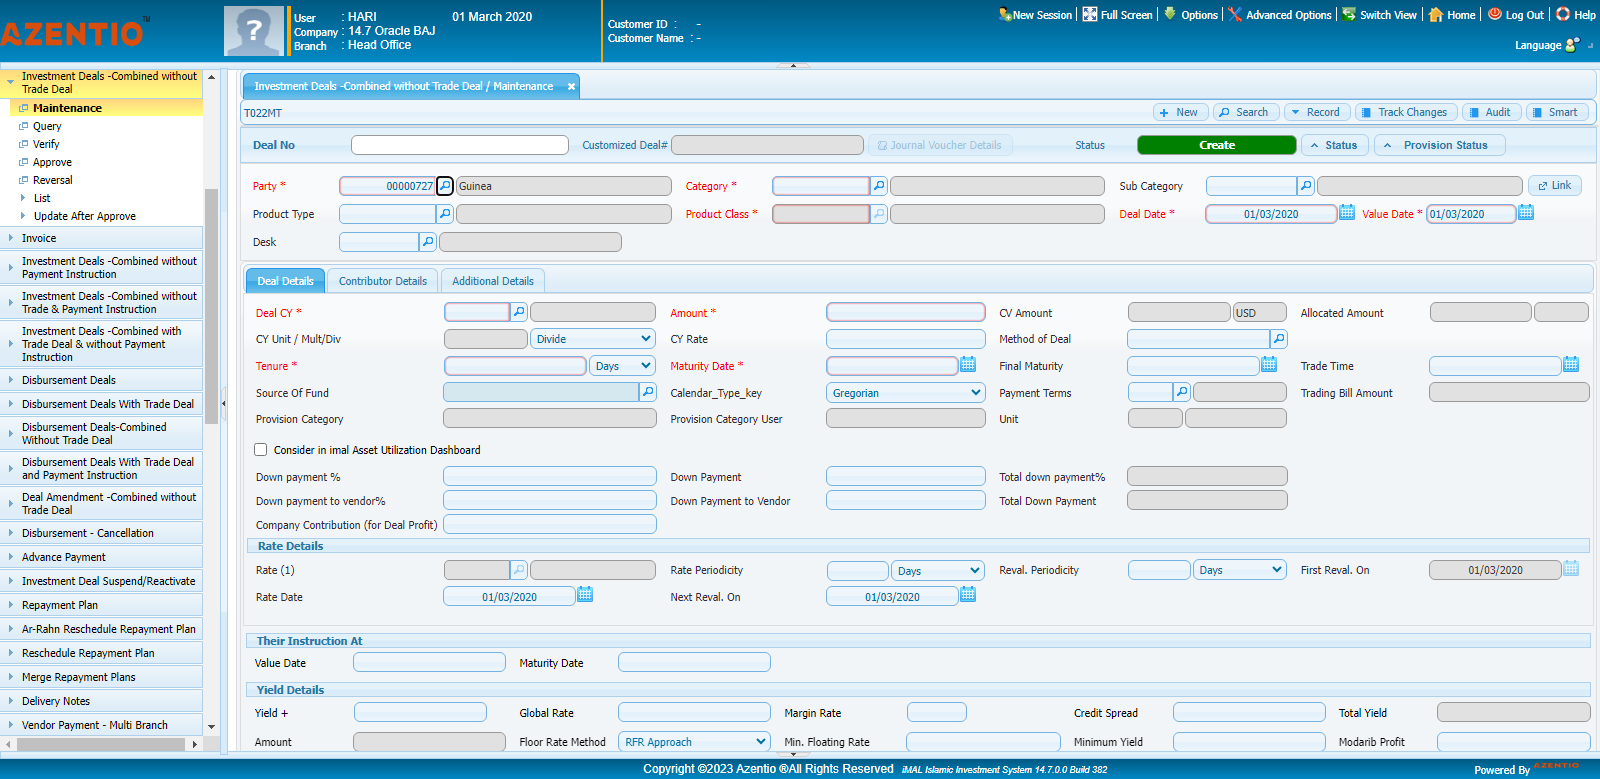 AZENTIO™
User : HARI 01 March 2020
Company : 14.7 Oracle BAJ
Branch : Head Office
Customer ID : -
Customer Name : -
New Session Full Screen Options Advanced Options Switch View Home Log Out Help
Language
Investment Deals -Combined without
Trade Deal
Maintenance
Query
Verify
Approve
Reversal
List
Update After Approve
Invoice
Investment Deals -Combined without
Payment Instruction
Investment Deals -Combined without
Trade & Payment Instruction
Investment Deals -Combined with
Trade Deal & without Payment
Instruction
Disbursement Deals
Disbursement Deals With Trade Deal
Disbursement Deals-Combined
Without Trade Deal
Disbursement Deals With Trade Deal
and Payment Instruction
Deal Amendment -Combined without
Trade Deal
Disbursement - Cancellation
Advance Payment
Investment Deal Suspend/Reactivate
Repayment Plan
Ar-Rahn Reschedule Repayment Plan
Reschedule Repayment Plan
Merge Repayment Plans
Delivery Notes
Vendor Payment - Multi Branch
Investment Deals -Combined without Trade Deal / Maintenance
T022MT New Search Record Track Changes Audit Smart
Deal No Customized Deal# Journal Voucher Details Status Create Status Provision Status
Party * 00000727 Guinea Category * Sub Category Link
Product Type Product Class * Deal Date * 01/03/2020 Value Date * 01/03/2020
Desk
Deal Details Contributor Details Additional Details
Deal CY * Amount * CV Amount USD Allocated Amount
CY Unit / Mult/Div Divide CY Rate Method of Deal
Tenure * Days Maturity Date * Final Maturity Trade Time
Source Of Fund Calendar_Type_key Gregorian Payment Terms Trading Bill Amount
Provision Category Provision Category User Unit
Consider in imal Asset Utilization Dashboard
Down payment % Down Payment Total down payment%
Down payment to vendor% Down Payment to Vendor Total Down Payment
Company Contribution (for Deal Profit)
Rate Details
Rate (1) Rate Periodicity Days Reval. Periodicity Days First Reval. On 01/03/2020
Rate Date 01/03/2020 Next Reval. On 01/03/2020
Their Instruction At
Value Date Maturity Date
Yield Details
Yield + Global Rate Margin Rate Credit Spread Total Yield
Amount Floor Rate Method RFR Approach Min. Floating Rate Minimum Yield Modarib Profit
Copyright ©2023 Azentio ®All Rights Reserved iMAL Islamic Investment System 14.7.0.0 Build 382
Powered By AZENTIO